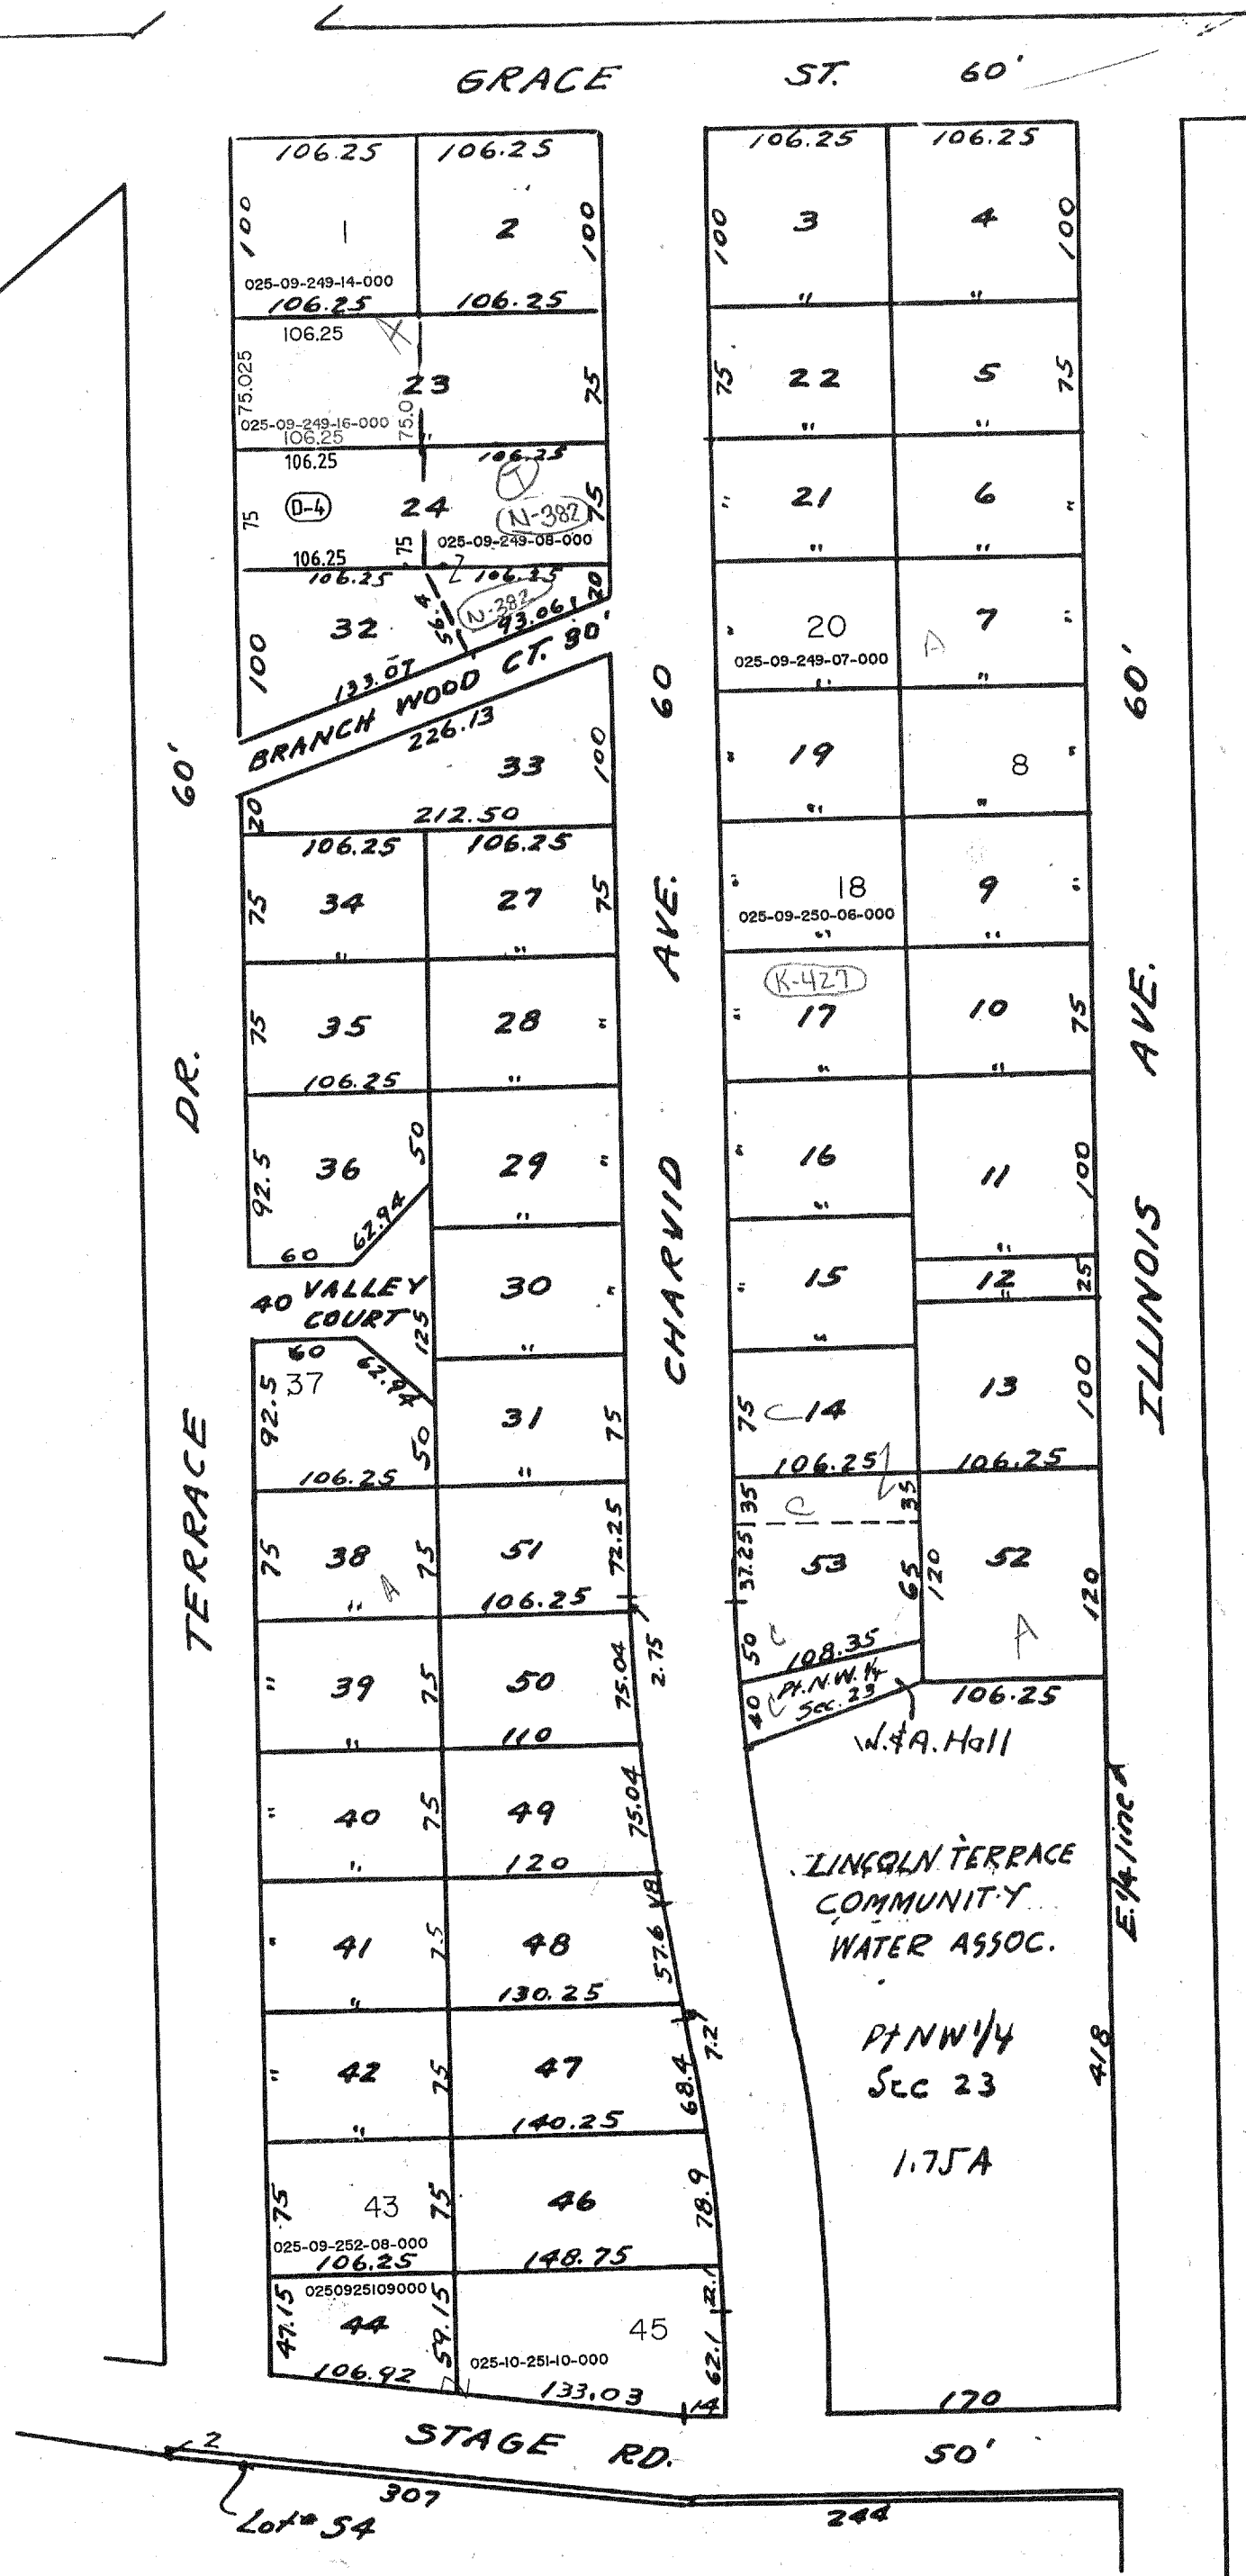 GRACE ST. 60'
106.25 106.25 106.25 106.25
100 1 2 100 100 3 4 100
025-09-249-14-000
106.25 106.25 " "
106.25 A
75.025 23 75 75 22 5 75
025-09-249-16-000 75.0
106.25 " " "
106.25 106.25
75 D-4 24 N-382 75 " 21 6 "
75 025-09-249-08-000
106.25 " "
106.25 106.25 20
N-382
100 32 56.4 93.06 " 20 A 7 "
133.07 025-09-249-07-000
BRANCH WOOD CT. 30' " "
226.13
33 100 " 19 8 "
20 212.50 " "
106.25 106.25
75 34 27 75 " 18 9 "
025-09-250-06-000
" " " "
K-427
75 35 28 " " 17 10 75
106.25 " " "
92.5 36 50 29 " " 16 11 100
62.94 " " "
60
40 VALLEY COURT 125 30 " " 15 12 25
" " "
60 62.94
92.5 37 50 31 75 75 C 14 13 100
106.25 " 106.25 106.25
35 C 35
75 38 A 75 51 72.25 37.25 53 65 120 52 120
" 106.25 A
50 C 108.35
" 39 75 50 75.04 2.75 40 C Pt. N.W. 1/4
Sec. 23 106.25
" 110 W. & A. Hall
" 40 75 49 75.04
" 120
LINCOLN TERRACE
COMMUNITY
WATER ASSOC.
E. 1/4 line
" 41 75 48 57.6
" 130.25
Pt NW 1/4
Sec 23
418
" 42 75 47 68.4 7.2
" 140.25
1.75 A
75 43 75 46 78.9
025-09-252-08-000
106.25 148.75
0250925109000
47.15 44 59.15 45 62.1
025-10-251-10-000
106.92 133.03 14 170
TERRACE DR. 60'
CHARVID AVE. 60
ILLINOIS AVE. 60'
STAGE RD. 50'
2 307 244
Lot# 54